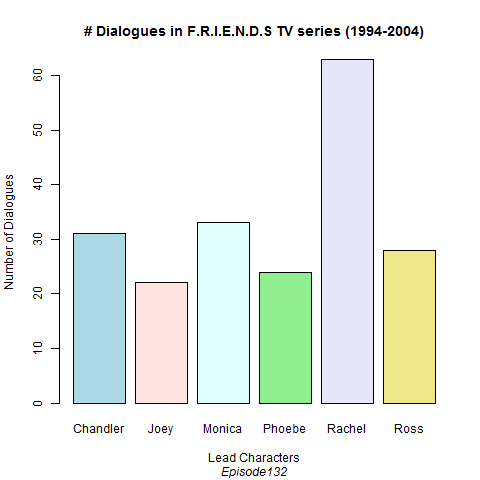 # Dialogues in F.R.I.E.N.D.S TV series (1994-2004)
Number of Dialogues
60
50
40
30
20
10
0
Chandler Joey Monica Phoebe Rachel Ross
Lead Characters
Episode132